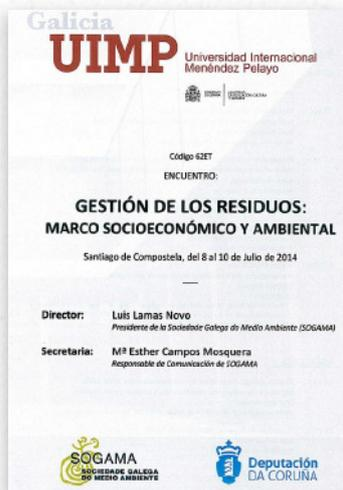 Galicia
UIMP
Universidad Internacional
Menéndez Pelayo
Código 62ET
ENCUENTRO:
GESTIÓN DE LOS RESIDUOS:
MARCO SOCIOECONÓMICO Y AMBIENTAL
Santiago de Compostela, del 8 al 10 de Julio de 2014
Director: Luis Lamas Novo
Presidente de la Sociedade Galega do Medio Ambiente (SOGAMA)
Secretaria: Mª Esther Campos Mosquera
Responsable de Comunicación de SOGAMA
SOGAMA
SOCIEDADE GALEGA
DO MEDIO AMBIENTE
Deputación
DA CORUÑA